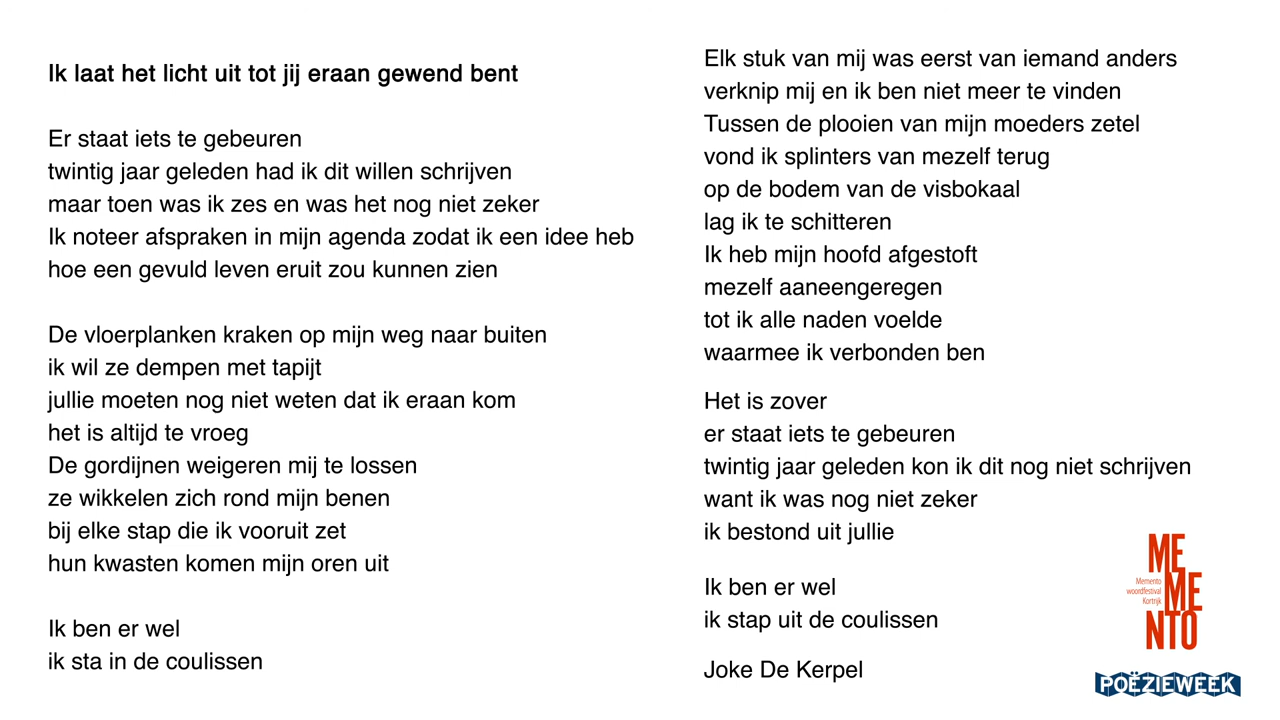 Ik laat het licht uit tot jij eraan gewend bent
Er staat iets te gebeuren
twintig jaar geleden had ik dit willen schrijven
maar toen was ik zes en was het nog niet zeker
Ik noteer afspraken in mijn agenda zodat ik een idee heb
hoe een gevuld leven eruit zou kunnen zien
De vloerplanken kraken op mijn weg naar buiten
ik wil ze dempen met tapijt
jullie moeten nog niet weten dat ik eraan kom
het is altijd te vroeg
De gordijnen weigeren mij te lossen
ze wikkelen zich rond mijn benen
bij elke stap die ik vooruit zet
hun kwasten komen mijn oren uit
Ik ben er wel
ik sta in de coulissen
Elk stuk van mij was eerst van iemand anders
verknip mij en ik ben niet meer te vinden
Tussen de plooien van mijn moeders zetel
vond ik splinters van mezelf terug
op de bodem van de visbokaal
lag ik te schitteren
Ik heb mijn hoofd afgestoft
mezelf aaneengeregen
tot ik alle naden voelde
waarmee ik verbonden ben
Het is zover
er staat iets te gebeuren
twintig jaar geleden kon ik dit nog niet schrijven
want ik was nog niet zeker
ik bestond uit jullie
Ik ben er wel
ik stap uit de coulissen
Joke De Kerpel
ME
ME
NTO
Memento
woordfestival
Kortrijk
POËZIEWEEK